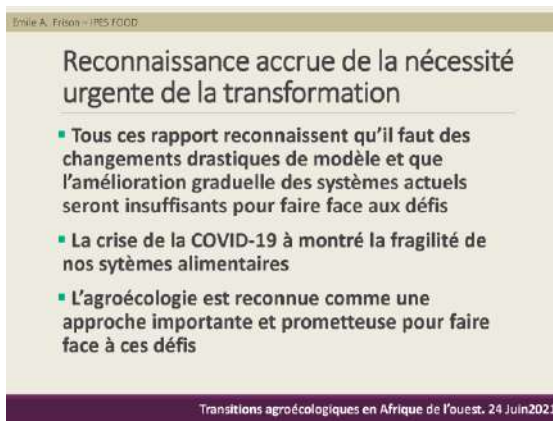 Emile A. Frison – IPES FOOD
Reconnaissance accrue de la nécessité
urgente de la transformation
▪ Tous ces rapport reconnaissent qu'il faut des
changements drastiques de modèle et que
l'amélioration graduelle des systèmes actuels
seront insuffisants pour faire face aux défis
▪ La crise de la COVID-19 à montré la fragilité de
nos sytèmes alimentaires
▪ L'agroécologie est reconnue comme une
approche importante et prometteuse pour faire
face à ces défis
Transitions agroécologiques en Afrique de l'ouest. 24 Juin2021